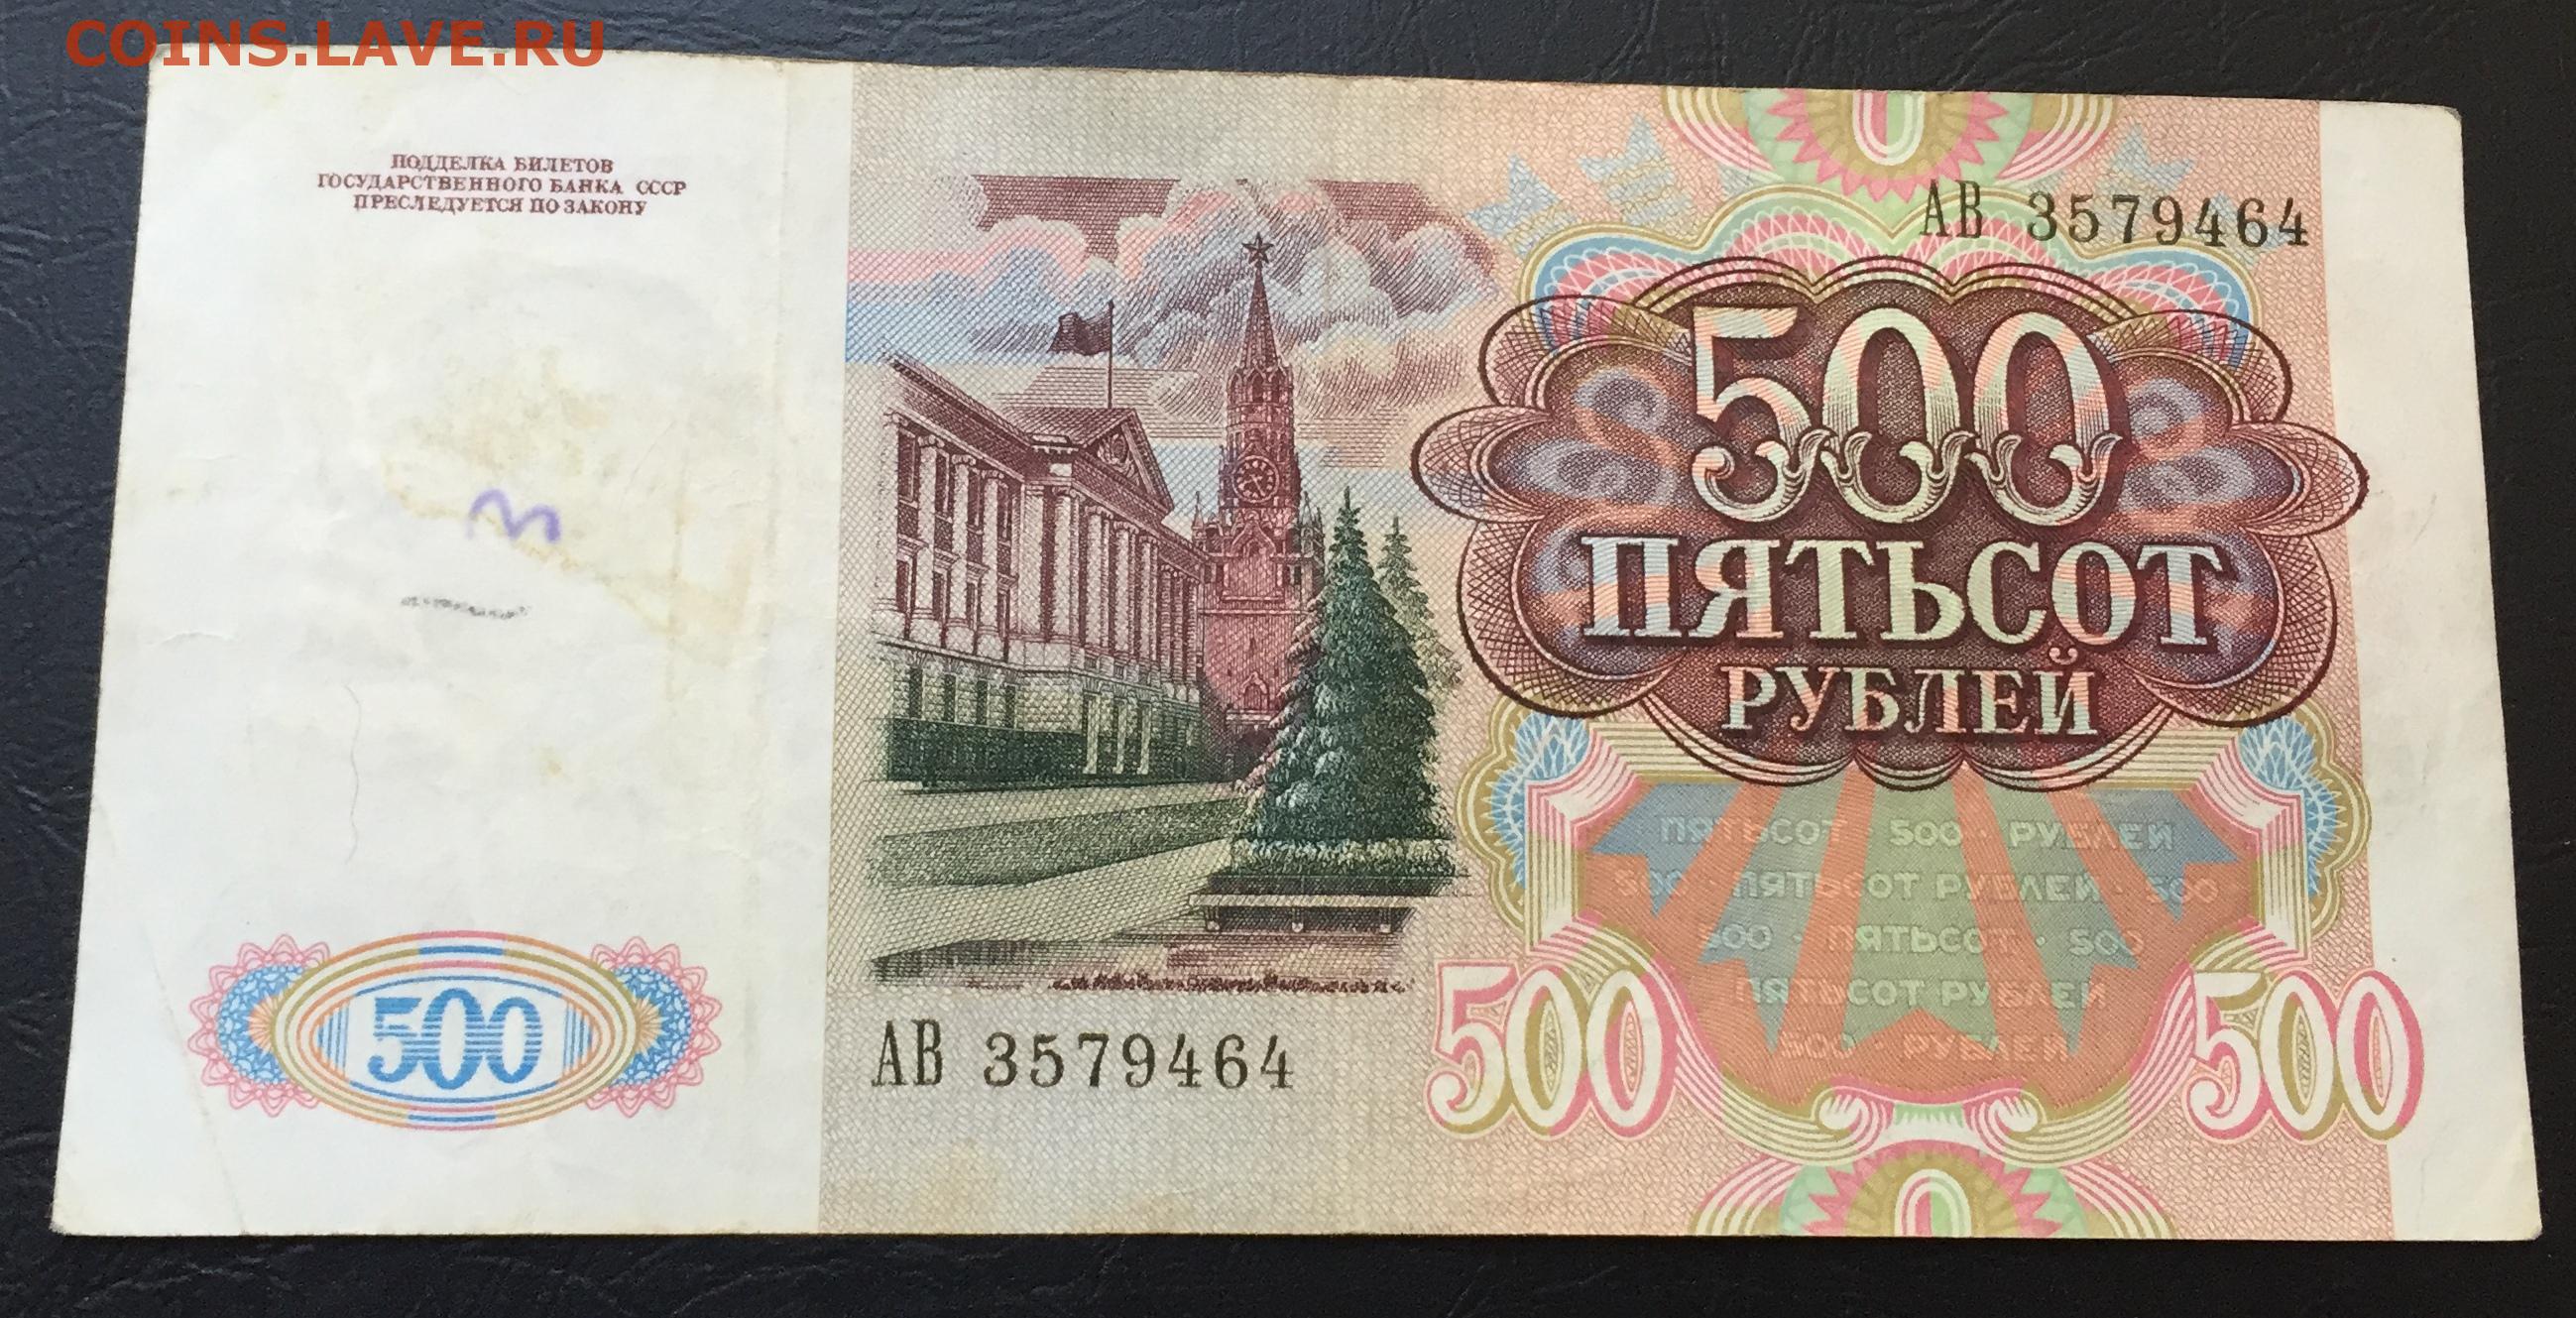 COINS.LAVE.RU
ПОДДЕЛКА БИЛЕТОВ
ГОСУДАРСТВЕННОГО БАНКА СССР
ПРЕСЛЕДУЕТСЯ ПО ЗАКОНУ
АВ 3579464
500
ПЯТЬСОТ
РУБЛЕЙ
ПЯТЬСОТ · 500 · РУБЛЕЙ
500 · ПЯТЬСОТ РУБЛЕЙ · 500
500 · ПЯТЬСОТ · 500
ПЯТЬСОТ РУБЛЕЙ
500 РУБЛЕЙ
500
АВ 3579464
500
500